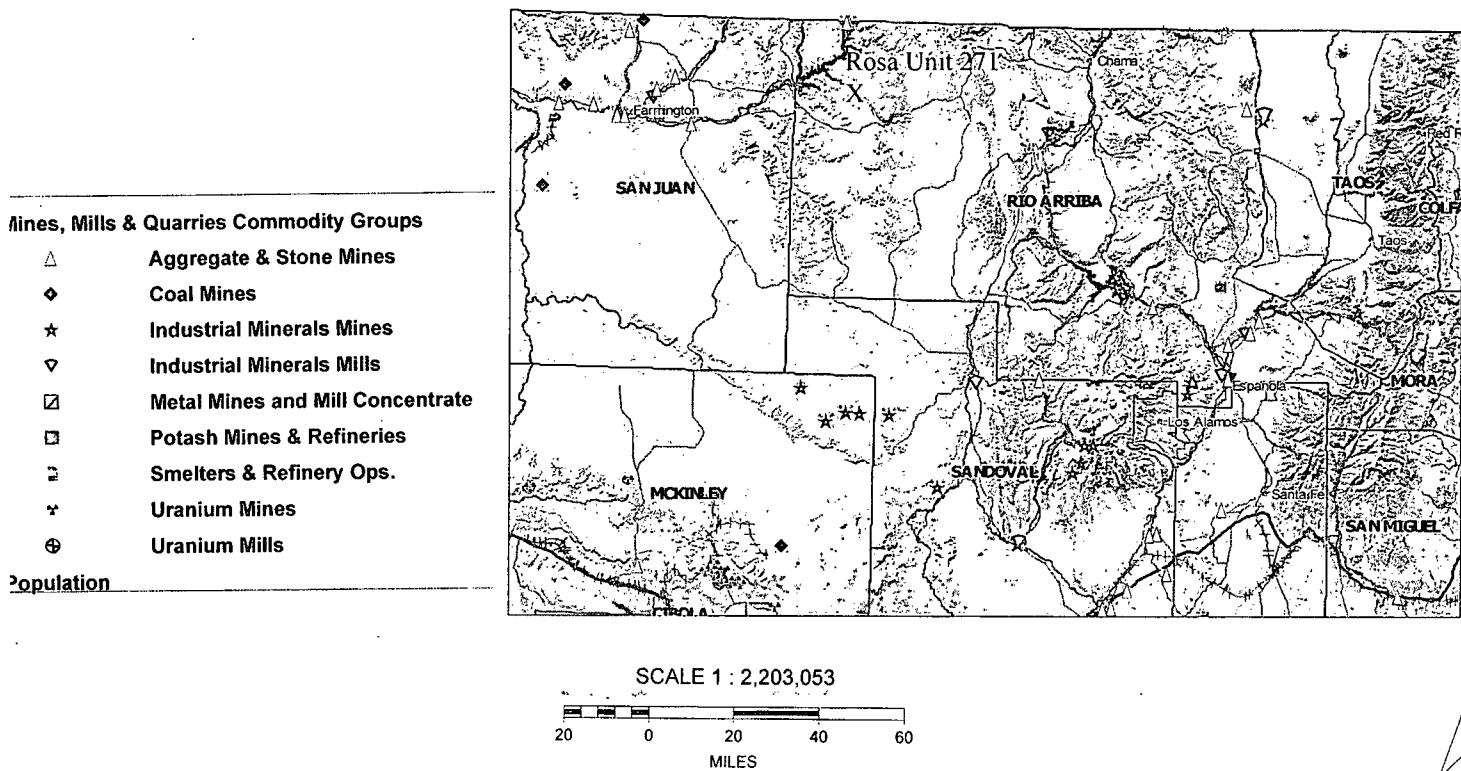 Mines, Mills & Quarries Commodity Groups
Aggregate & Stone Mines
Coal Mines
Industrial Minerals Mines
Industrial Minerals Mills
Metal Mines and Mill Concentrate
Potash Mines & Refineries
Smelters & Refinery Ops.
Uranium Mines
Uranium Mills
Population
Rosa Unit 271
X
Chama
Farmington
Red R
SAN JUAN
RIO ARRIBA
TAOS
COLFA
Taos
MORA
Española
Los Alamos
SANDOVAL
MCKINLEY
Santa Fe
SAN MIGUEL
CIBOLA
SCALE 1 : 2,203,053
20 0 20 40 60
MILES